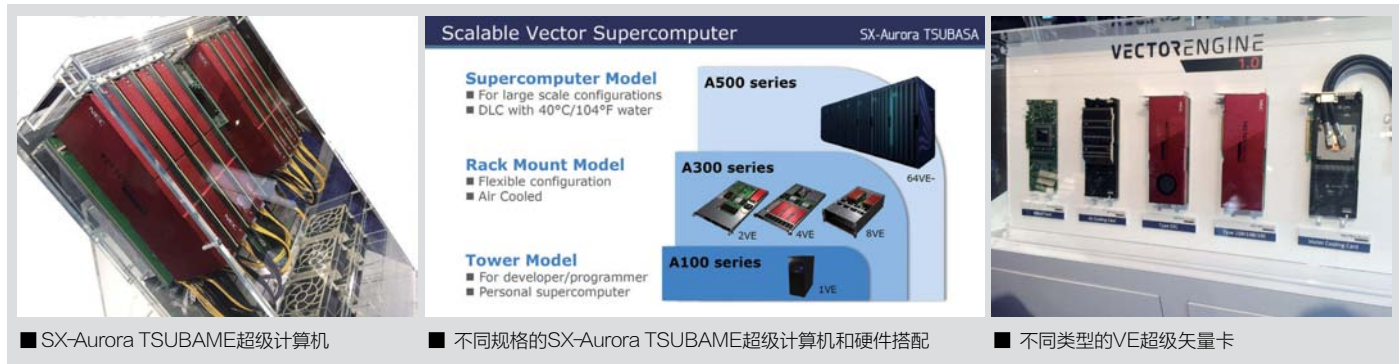 NEC
NEC
Scalable Vector Supercomputer
SX-Aurora TSUBASA
Supercomputer Model
■ For large scale configurations
■ DLC with 40°C/104°F water
A500 series
64VE-
Rack Mount Model
■ Flexible configuration
■ Air Cooled
A300 series
2VE
4VE
8VE
Tower Model
■ For developer/programmer
■ Personal supercomputer
A100 series
1VE
VECTORENGINE
1.0
Water Cooling Card
■ SX-Aurora TSUBAME超级计算机
■ 不同规格的SX-Aurora TSUBAME超级计算机和硬件搭配
■ 不同类型的VE超级矢量卡